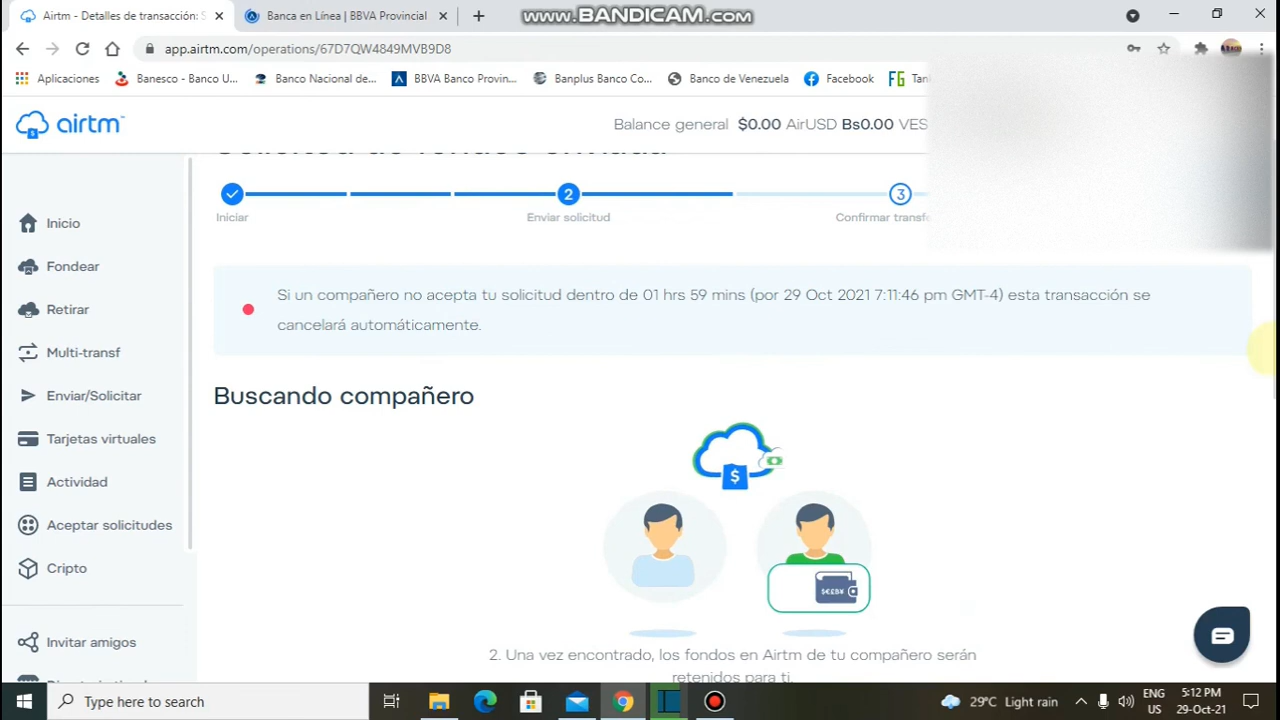 Airtm - Detalles de transacción: S
Banca en Línea | BBVA Provincial
www.BANDICAM.com
app.airtm.com/operations/67D7QW4849MVB9D8
Aplicaciones
Banesco - Banco U...
Banco Nacional de...
BBVA Banco Provin...
Banplus Banco Co...
Banco de Venezuela
Facebook
airtm
Balance general $0.00 AirUSD Bs0.00 VES
Solicitud de fondos enviada
2
3
Iniciar
Enviar solicitud
Confirmar transfe
Inicio
Fondear
Retirar
Multi-transf
Enviar/Solicitar
Tarjetas virtuales
Actividad
Aceptar solicitudes
Cripto
Invitar amigos
Si un compañero no acepta tu solicitud dentro de 01 hrs 59 mins (por 29 Oct 2021 7:11:46 pm GMT-4) esta transacción se
cancelará automáticamente.
Buscando compañero
$
2. Una vez encontrado, los fondos en Airtm de tu compañero serán
retenidos para ti.
Type here to search
29°C Light rain
ENG
US
5:12 PM
29-Oct-21